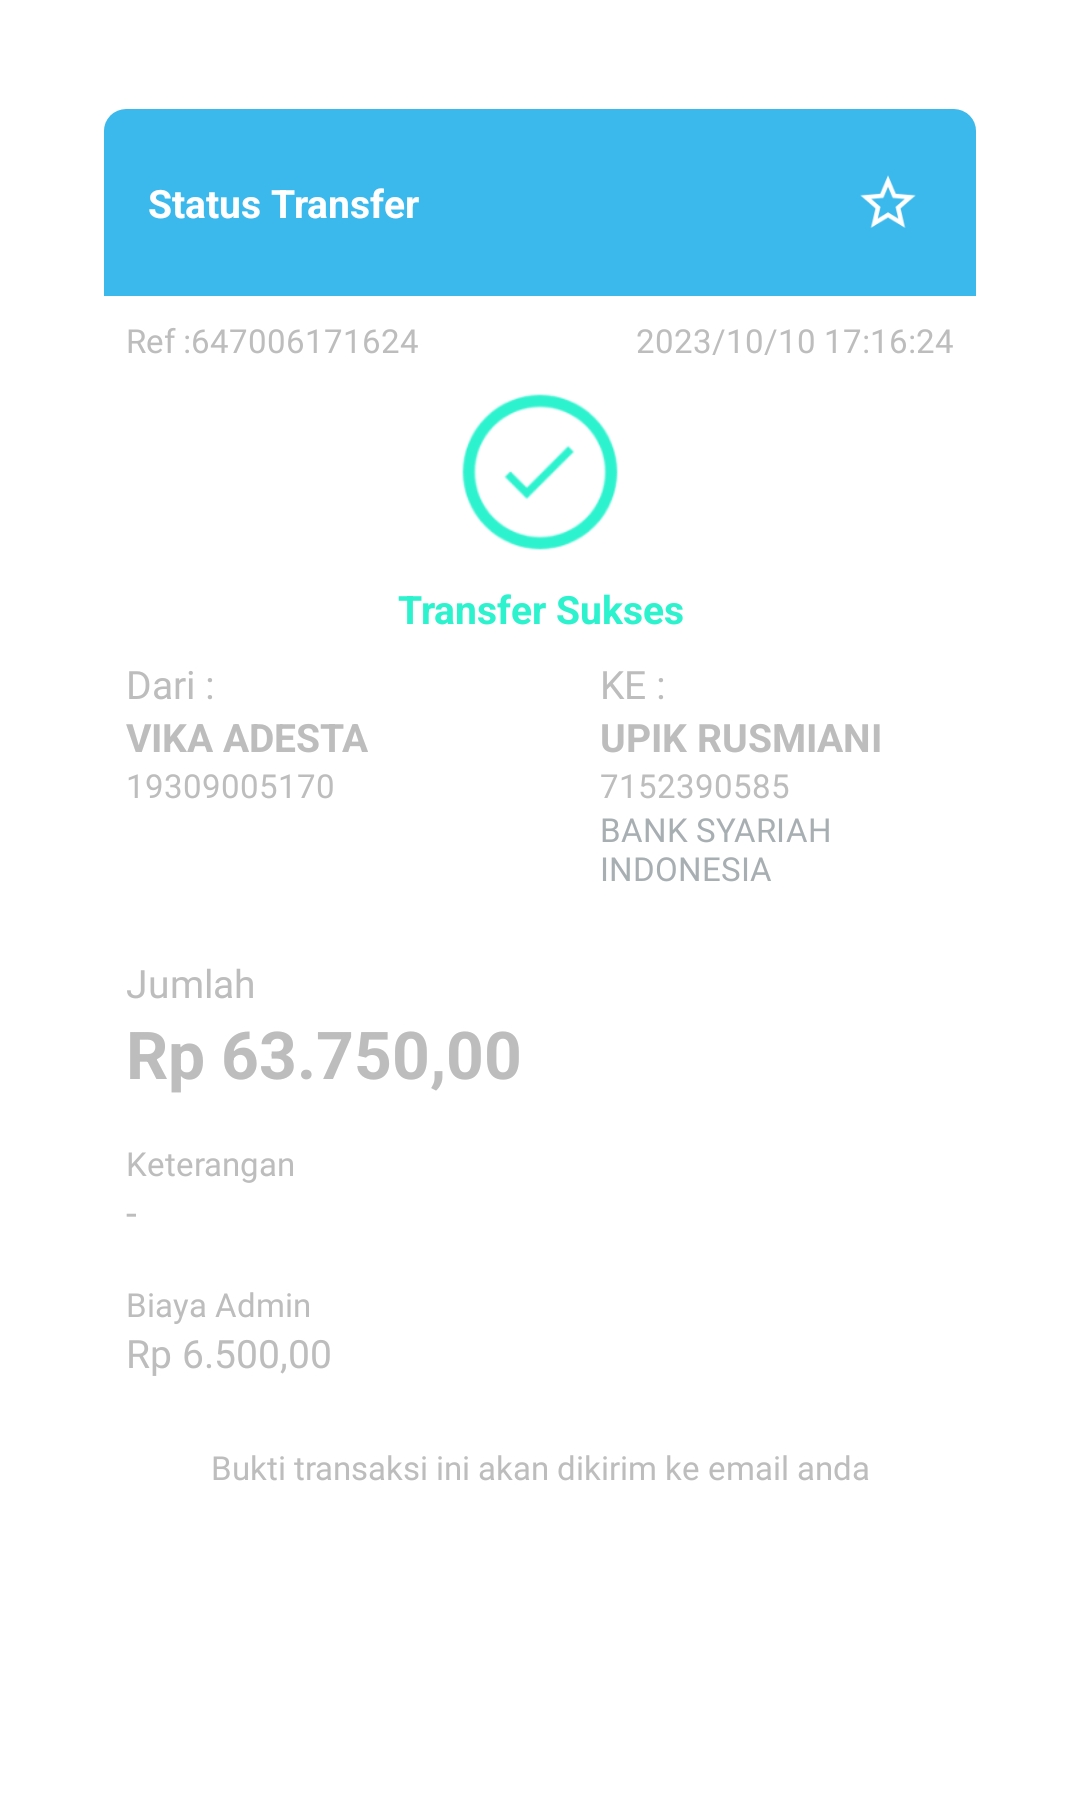 Status Transfer
Ref :647006171624
2023/10/10 17:16:24
Transfer Sukses
Dari :
VIKA ADESTA
19309005170
KE :
UPIK RUSMIANI
7152390585
BANK SYARIAH
INDONESIA
Jumlah
Rp 63.750,00
Keterangan
-
Biaya Admin
Rp 6.500,00
Bukti transaksi ini akan dikirim ke email anda